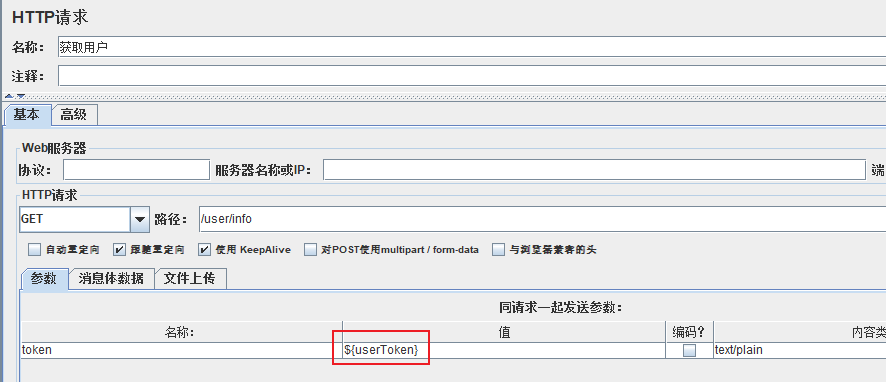 HTTP请求
名称： 获取用户
注释：
基本 高级
Web服务器
协议： 服务器名称或IP： 端
HTTP请求
GET 路径： /user/info
自动重定向 跟随重定向 使用 KeepAlive 对POST使用multipart / form-data 与浏览器兼容的头
参数 消息体数据 文件上传
同请求一起发送参数：
名称： 值 编码？ 内容类
token ${userToken} text/plain